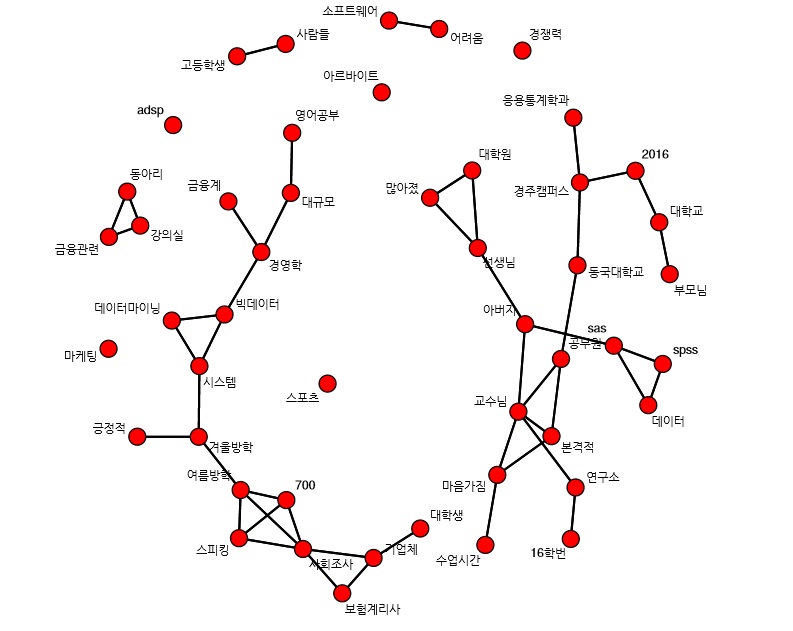 소프트웨어
사람들
어려움
경쟁력
고등학생
아르바이트
응용통계학과
adsp
영어공부
2016
대학원
동아리
금융계
많아졌
경주캠퍼스
대규모
대학교
강의실
금융관련
선생님
경영학
동국대학교
부모님
데이터마이닝
빅데이터
아버지
sas
공무원
spss
마케팅
시스템
스포츠
교수님
데이터
긍정적
겨울방학
본격적
여름방학
700
마음가짐
연구소
대학생
스피킹
기업체
16학번
수업시간
사회조사
보험계리사